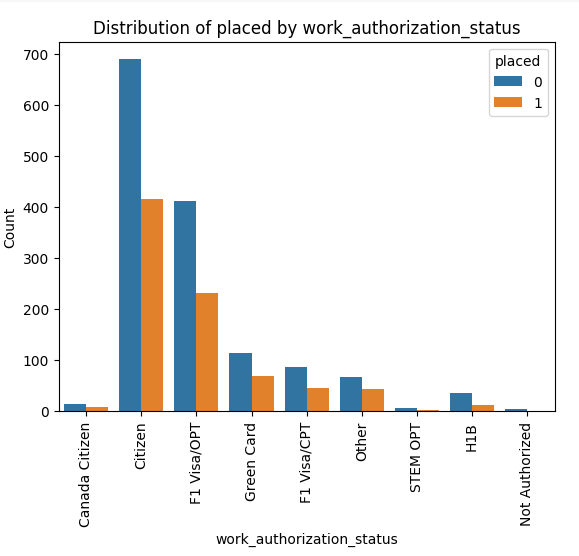 Distribution of placed by work_authorization_status
placed
0
1
700
600
500
400
300
200
100
0
Count
Canada Citizen
Citizen
F1 Visa/OPT
Green Card
F1 Visa/CPT
Other
STEM OPT
H1B
Not Authorized
work_authorization_status